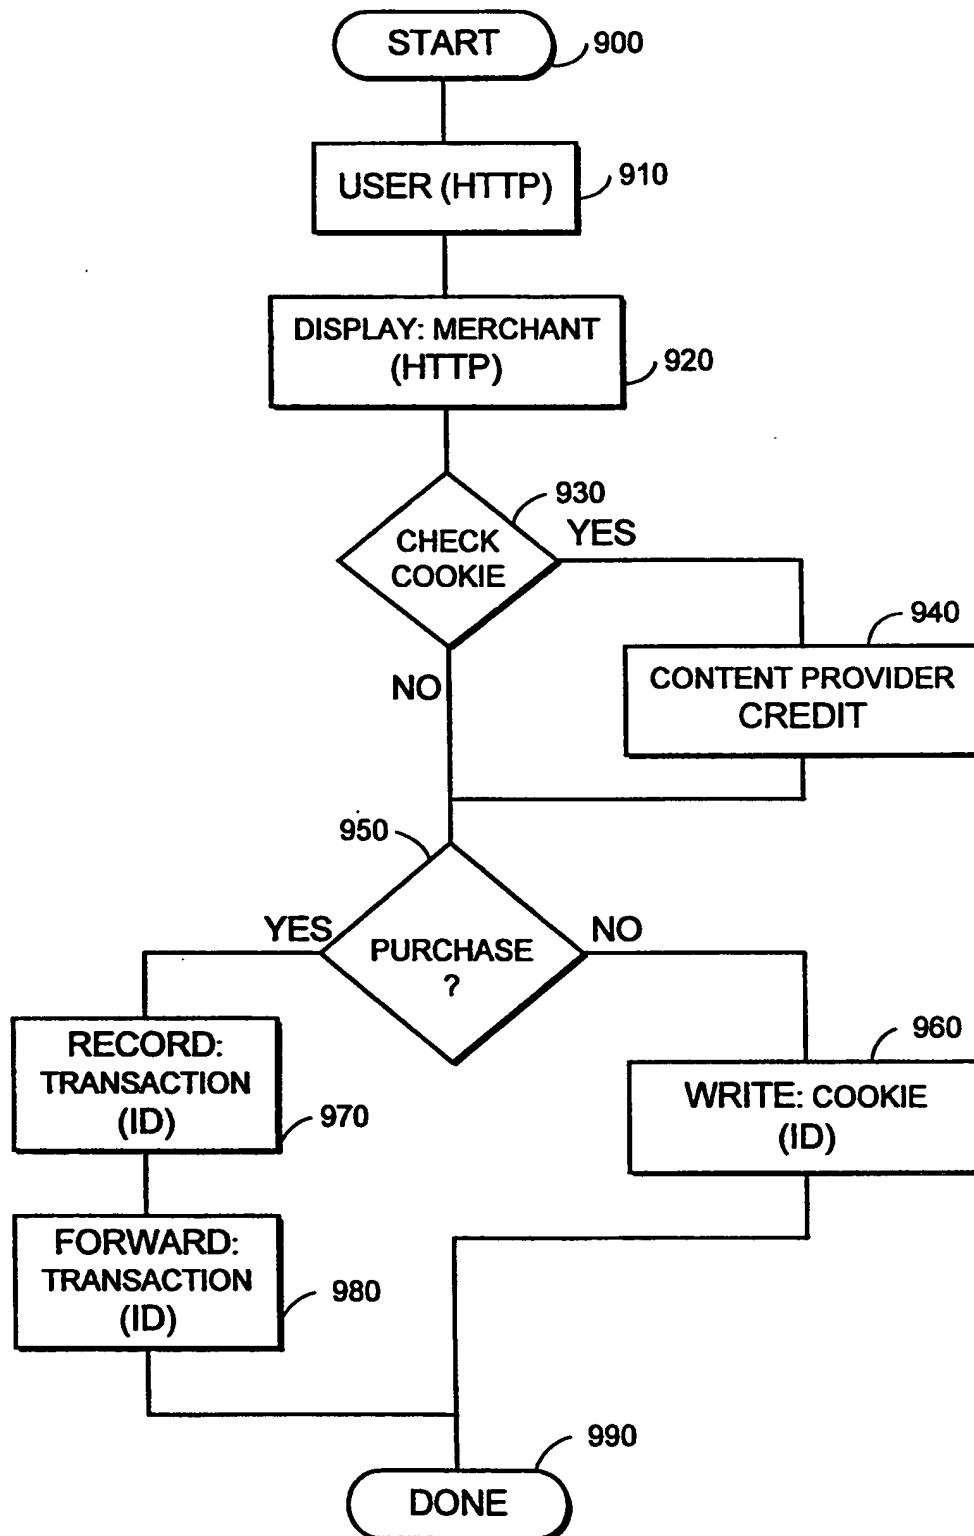 START
900
USER (HTTP)
910
DISPLAY: MERCHANT
(HTTP)
920
930
CHECK
COOKIE
YES
NO
940
CONTENT PROVIDER
CREDIT
950
YES
PURCHASE
?
NO
RECORD:
TRANSACTION
(ID)
970
960
WRITE: COOKIE
(ID)
FORWARD:
TRANSACTION
(ID)
980
990
DONE